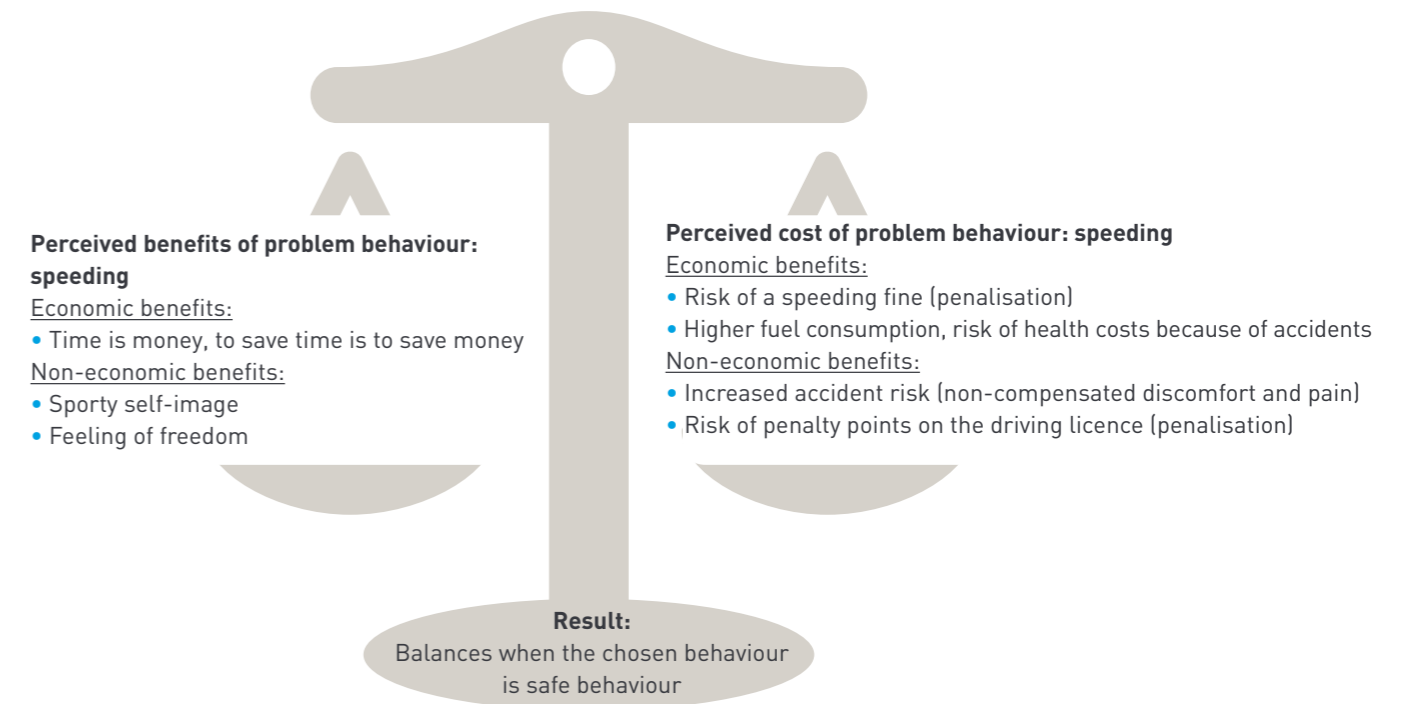 Perceived benefits of problem behaviour:
speeding
Economic benefits:
• Time is money, to save time is to save money
Non-economic benefits:
• Sporty self-image
• Feeling of freedom
Perceived cost of problem behaviour: speeding
Economic benefits:
• Risk of a speeding fine (penalisation)
• Higher fuel consumption, risk of health costs because of accidents
Non-economic benefits:
• Increased accident risk (non-compensated discomfort and pain)
• Risk of penalty points on the driving licence (penalisation)
Result:
Balances when the chosen behaviour
is safe behaviour